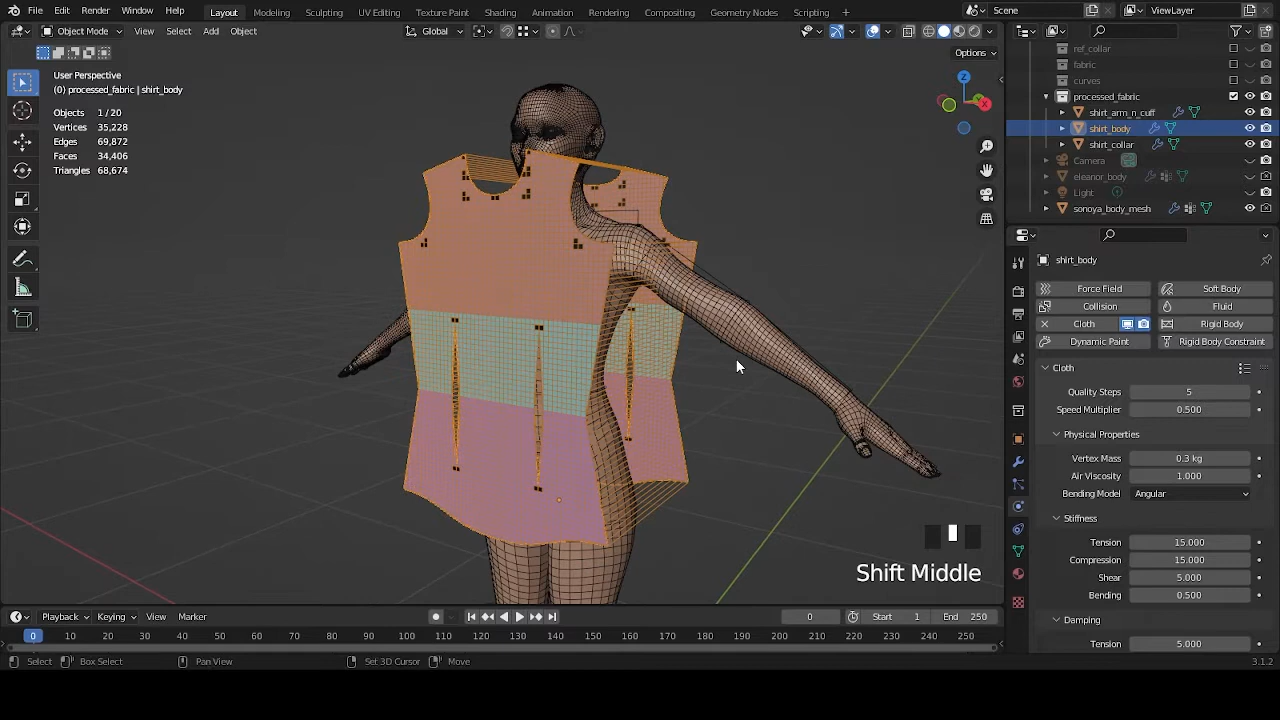 File Edit Render Window Help Layout Modeling Sculpting UV Editing Texture Paint Shading Animation Rendering Compositing Geometry Nodes Scripting + Scene ViewLayer
Object Mode View Select Add Object Global
Options
User Perspective
(0) processed_fabric | shirt_body
Objects 1 / 20
Vertices 35,228
Edges 69,872
Faces 34,406
Triangles 68,674
Z
X
Shift Middle
ref_collar
fabric
curves
processed_fabric
shirt_arm_n_cuff
shirt_body
shirt_collar
Camera
eleanor_body
Light
sonoya_body_mesh
shirt_body
Force Field Soft Body
Collision Fluid
Cloth Rigid Body
Dynamic Paint Rigid Body Constraint
Cloth
Quality Steps 5
Speed Multiplier 0.500
Physical Properties
Vertex Mass 0.3 kg
Air Viscosity 1.000
Bending Model Angular
Stiffness
Tension 15.000
Compression 15.000
Shear 5.000
Bending 0.500
Damping
Tension 5.000
Playback Keying View Marker 0 Start 1 End 250
0 10 20 30 40 50 60 70 80 90 100 110 120 130 140 150 160 170 180 190 200 210 220 230 240 250
Select Box Select Pan View Set 3D Cursor Move 3.1.2